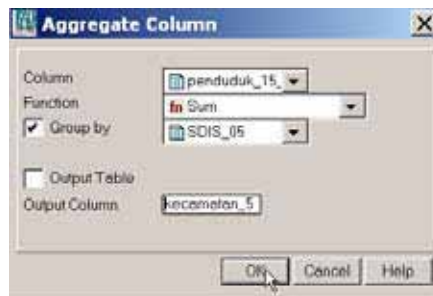 Aggregate Column
Column penduduk_15_
Function fn Sum
Group by SDIS_05
Output Table
Output Column kecamatan_5
OK Cancel Help